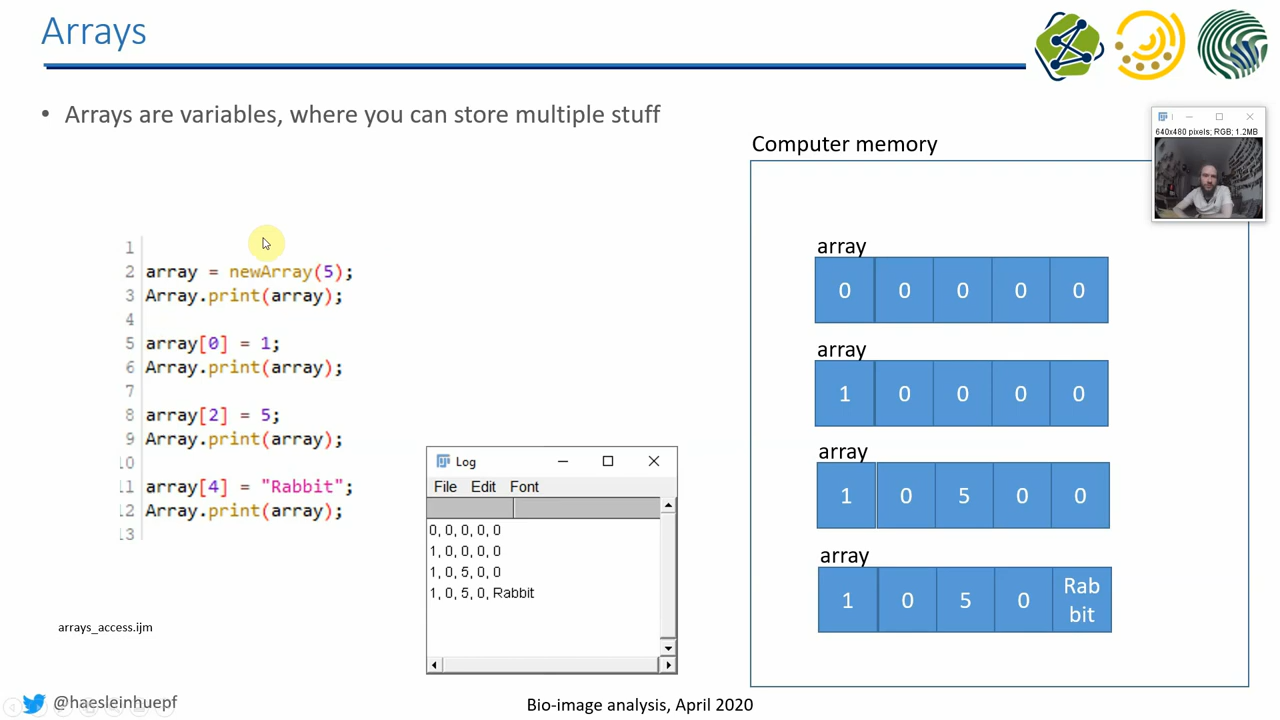 Arrays
• Arrays are variables, where you can store multiple stuff
640x480 pixels; RGB; 1.2MB
Computer memory
1
2 array = newArray(5);
3 Array.print(array);
4
5 array[0] = 1;
6 Array.print(array);
7
8 array[2] = 5;
9 Array.print(array);
10
11 array[4] = "Rabbit";
12 Array.print(array);
13
arrays_access.ijm
Log
File Edit Font
0, 0, 0, 0, 0
1, 0, 0, 0, 0
1, 0, 5, 0, 0
1, 0, 5, 0, Rabbit
array
0 0 0 0 0
array
1 0 0 0 0
array
1 0 5 0 0
array
1 0 5 0 Rab
bit
@haesleinhuepf
Bio-image analysis, April 2020